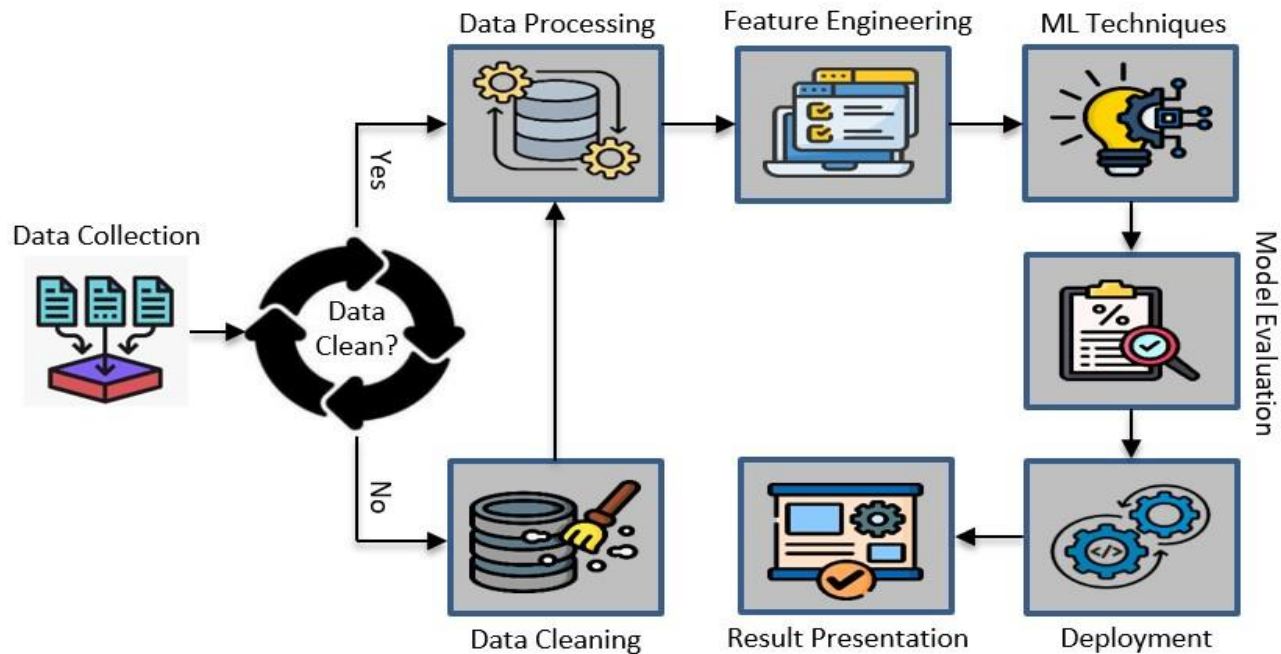 Data Processing
Feature Engineering
ML Techniques
Yes
Data Collection
Data
Clean?
Model Evaluation
%
No
</>
Data Cleaning
Result Presentation
Deployment